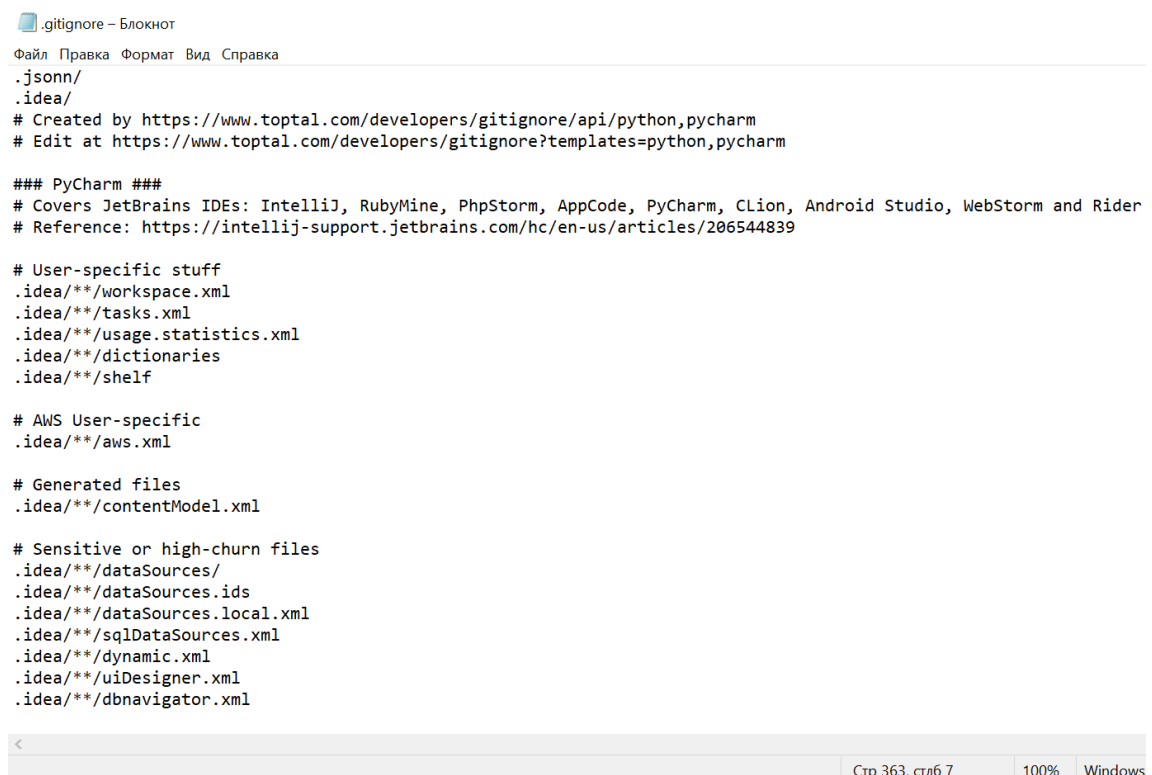 .gitignore – Блокнот
Файл Правка Формат Вид Справка
.jsonn/
.idea/
# Created by https://www.toptal.com/developers/gitignore/api/python,pycharm
# Edit at https://www.toptal.com/developers/gitignore?templates=python,pycharm
### PyCharm ###
# Covers JetBrains IDEs: IntelliJ, RubyMine, PhpStorm, AppCode, PyCharm, CLion, Android Studio, WebStorm and Rider
# Reference: https://intellij-support.jetbrains.com/hc/en-us/articles/206544839
# User-specific stuff
.idea/**/workspace.xml
.idea/**/tasks.xml
.idea/**/usage.statistics.xml
.idea/**/dictionaries
.idea/**/shelf
# AWS User-specific
.idea/**/aws.xml
# Generated files
.idea/**/contentModel.xml
# Sensitive or high-churn files
.idea/**/dataSources/
.idea/**/dataSources.ids
.idea/**/dataSources.local.xml
.idea/**/sqlDataSources.xml
.idea/**/dynamic.xml
.idea/**/uiDesigner.xml
.idea/**/dbnavigator.xml
Стр 363, стлб 7 100% Windows